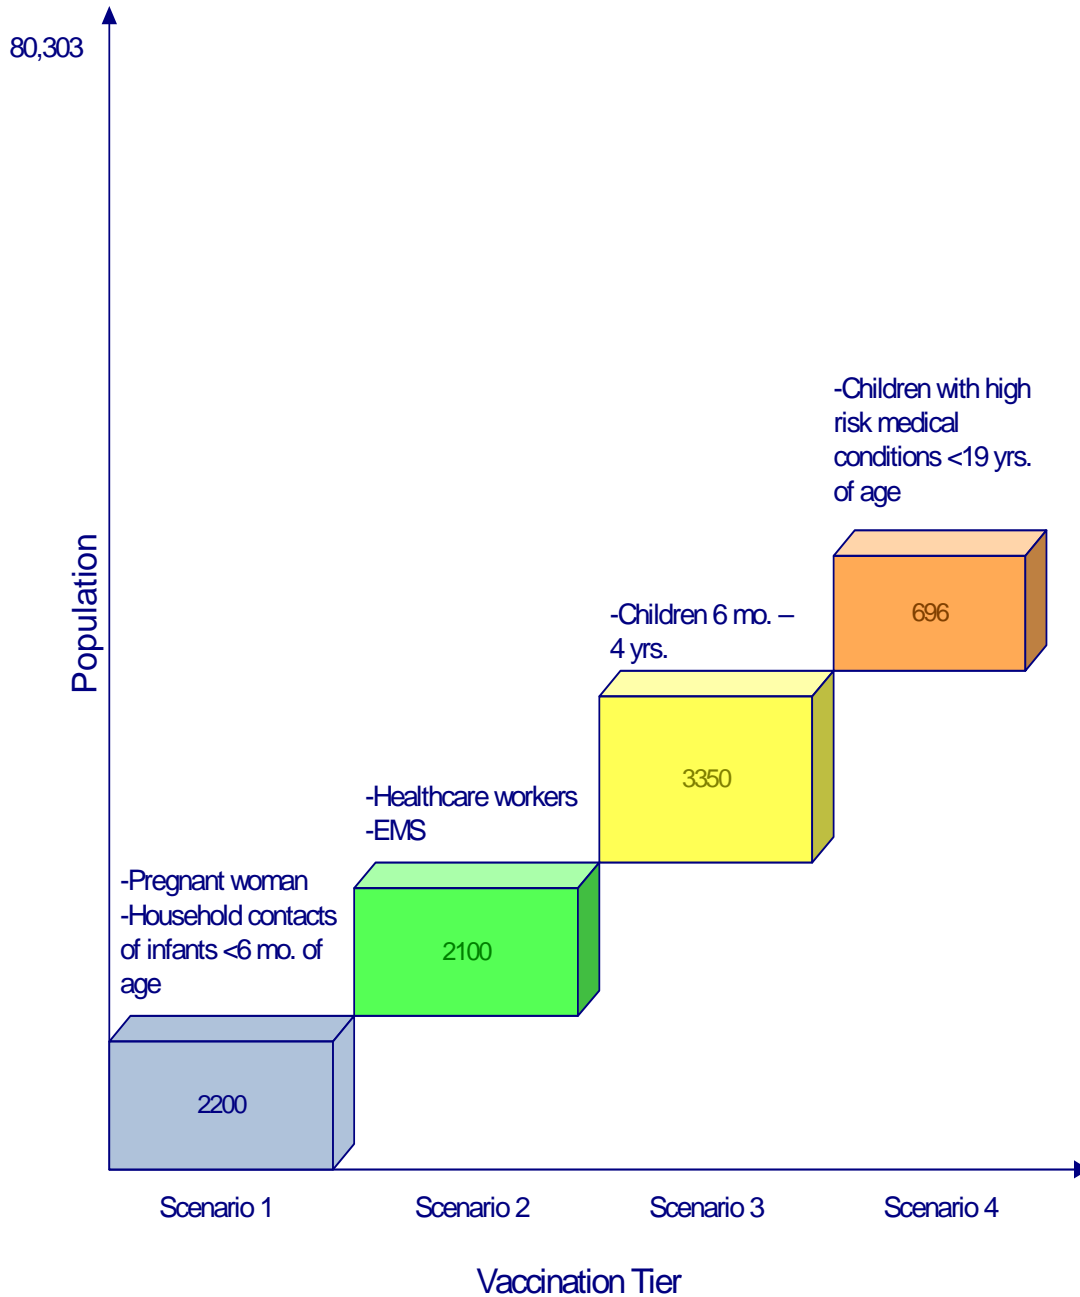 80,303
Population
-Children with high
risk medical
conditions <19 yrs.
of age
696
-Children 6 mo. –
4 yrs.
3350
-Healthcare workers
-EMS
2100
-Pregnant woman
-Household contacts
of infants <6 mo. of
age
2200
Scenario 1
Scenario 2
Scenario 3
Scenario 4
Vaccination Tier